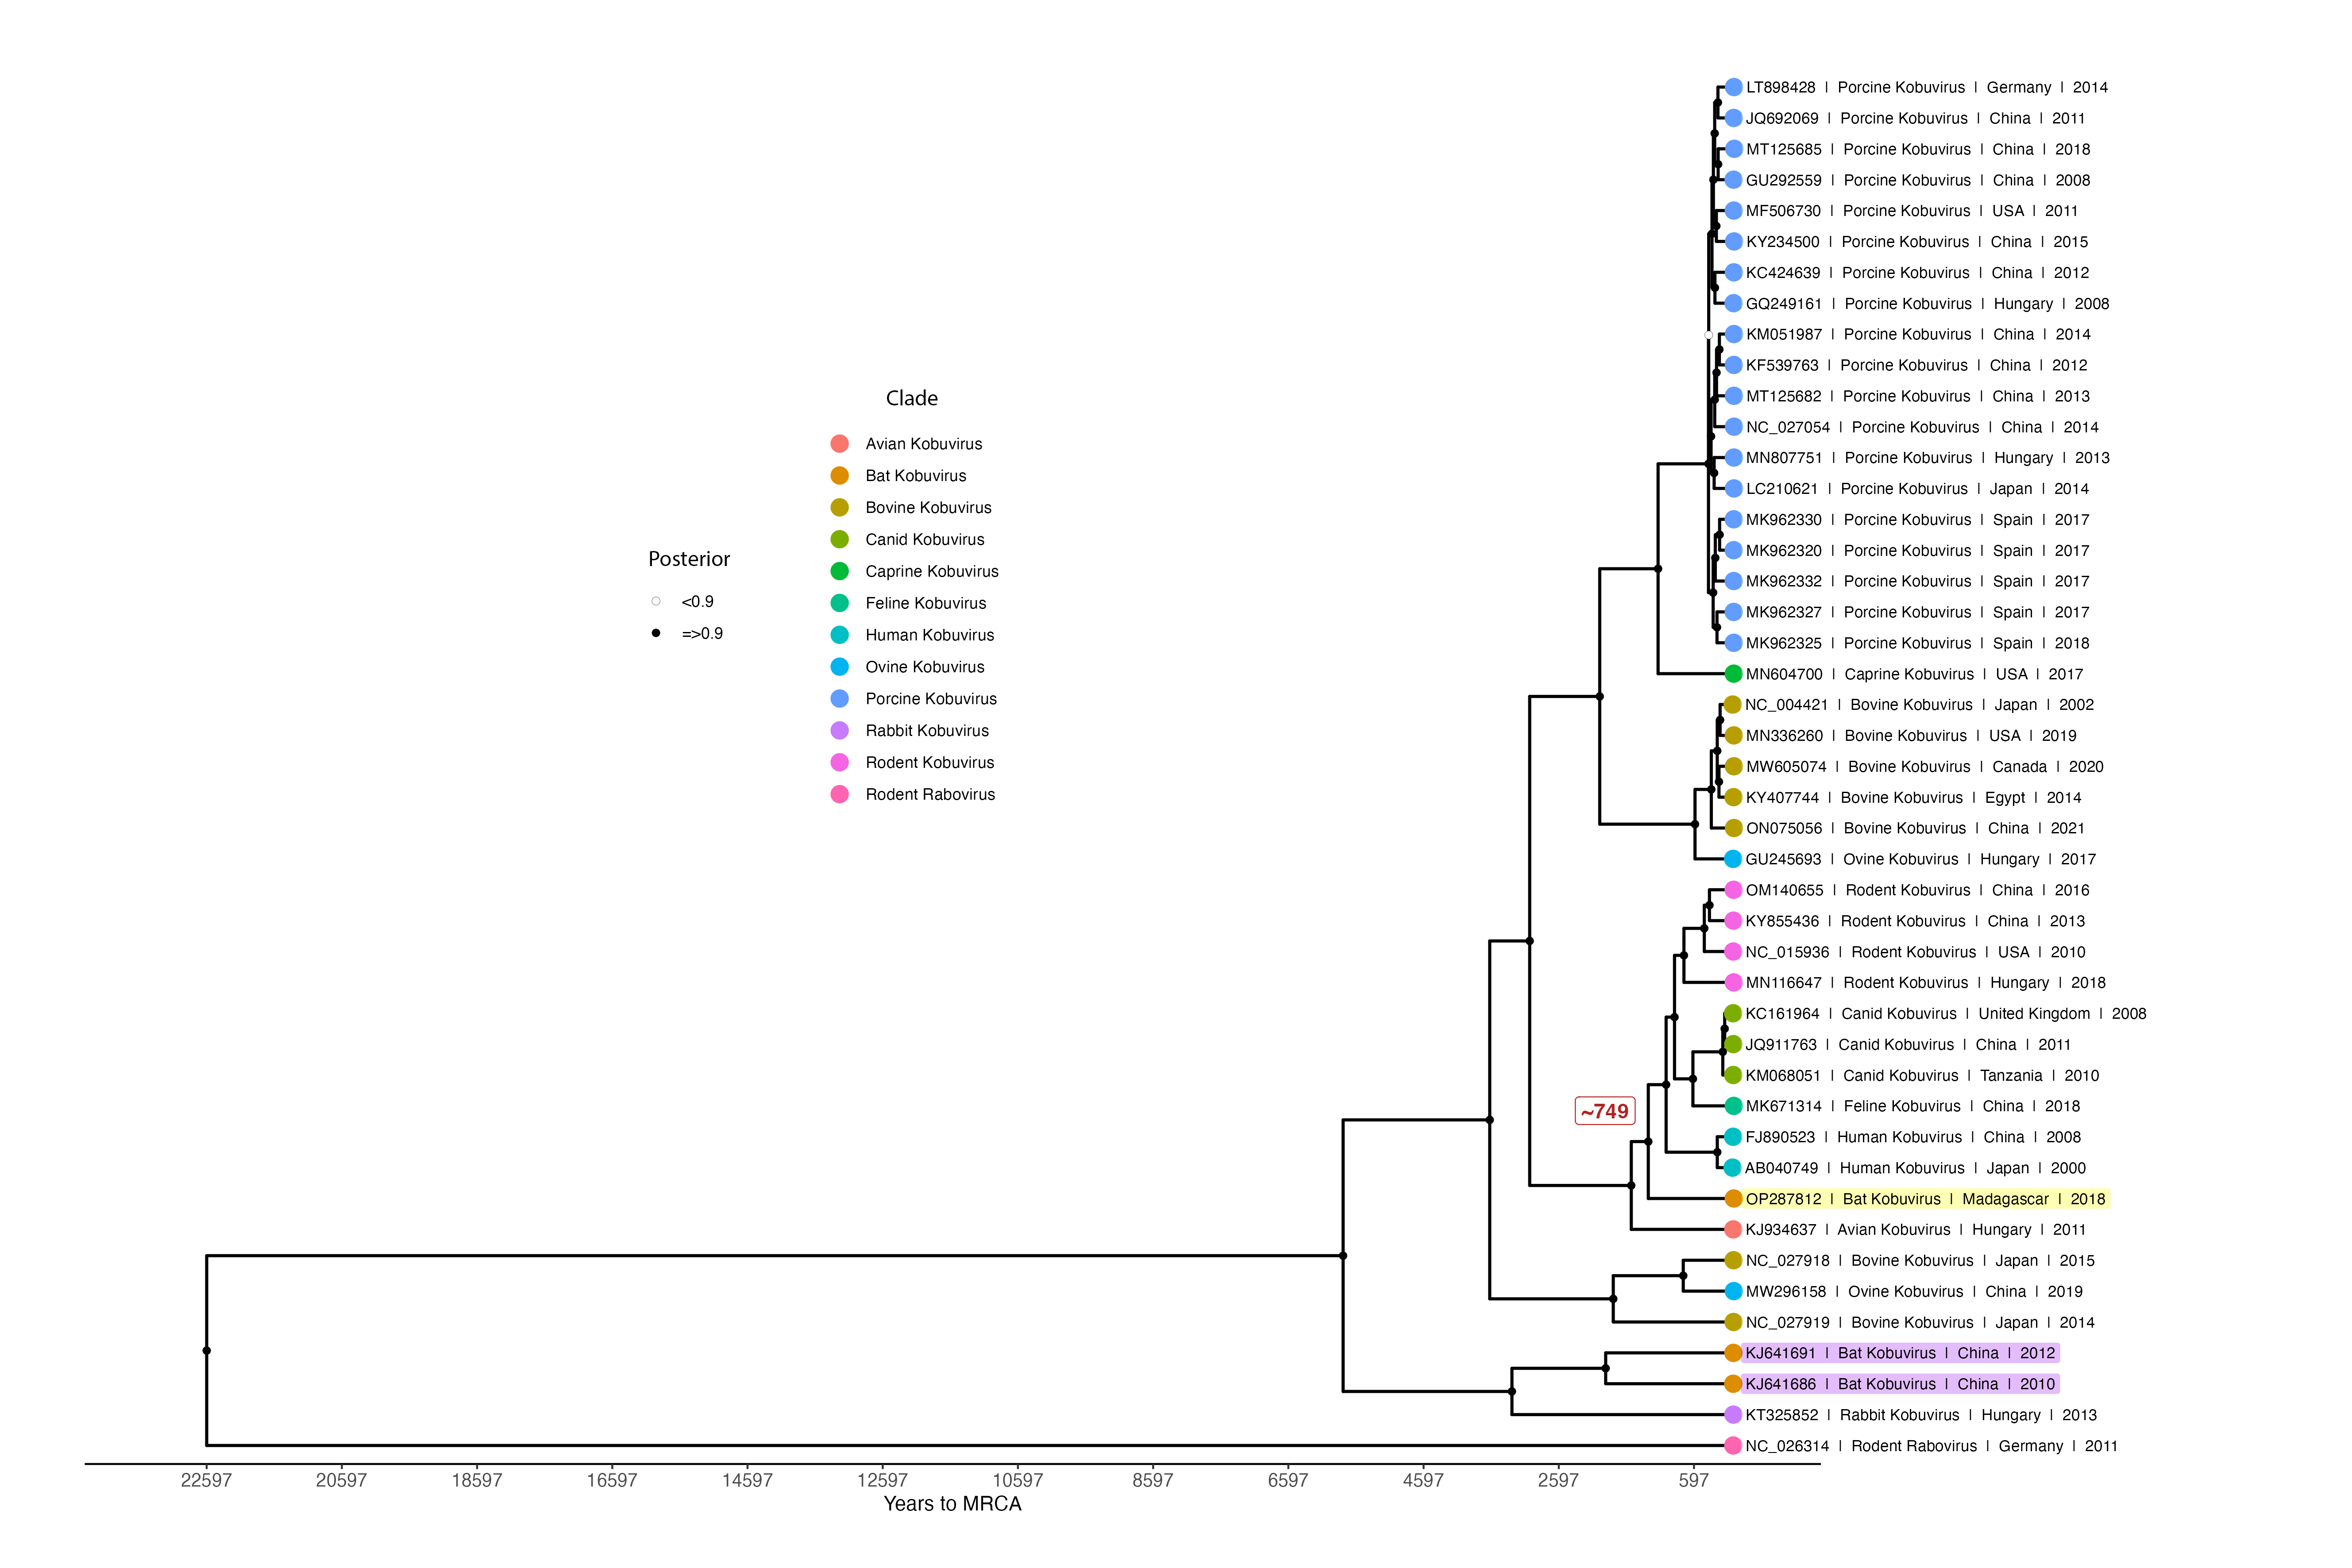 LT898428 | Porcine Kobuvirus | Germany | 2014
JQ692069 | Porcine Kobuvirus | China | 2011
MT125685 | Porcine Kobuvirus | China | 2018
GU292559 | Porcine Kobuvirus | China | 2008
MF506730 | Porcine Kobuvirus | USA | 2011
KY234500 | Porcine Kobuvirus | China | 2015
KC424639 | Porcine Kobuvirus | China | 2012
GQ249161 | Porcine Kobuvirus | Hungary | 2008
KM051987 | Porcine Kobuvirus | China | 2014
KF539763 | Porcine Kobuvirus | China | 2012
MT125682 | Porcine Kobuvirus | China | 2013
NC_027054 | Porcine Kobuvirus | China | 2014
MN807751 | Porcine Kobuvirus | Hungary | 2013
LC210621 | Porcine Kobuvirus | Japan | 2014
MK962330 | Porcine Kobuvirus | Spain | 2017
MK962320 | Porcine Kobuvirus | Spain | 2017
MK962332 | Porcine Kobuvirus | Spain | 2017
MK962327 | Porcine Kobuvirus | Spain | 2017
MK962325 | Porcine Kobuvirus | Spain | 2018
MN604700 | Caprine Kobuvirus | USA | 2017
NC_004421 | Bovine Kobuvirus | Japan | 2002
MN336260 | Bovine Kobuvirus | USA | 2019
MW605074 | Bovine Kobuvirus | Canada | 2020
KY407744 | Bovine Kobuvirus | Egypt | 2014
ON075056 | Bovine Kobuvirus | China | 2021
GU245693 | Ovine Kobuvirus | Hungary | 2017
OM140655 | Rodent Kobuvirus | China | 2016
KY855436 | Rodent Kobuvirus | China | 2013
NC_015936 | Rodent Kobuvirus | USA | 2010
MN116647 | Rodent Kobuvirus | Hungary | 2018
KC161964 | Canid Kobuvirus | United Kingdom | 2008
JQ911763 | Canid Kobuvirus | China | 2011
KM068051 | Canid Kobuvirus | Tanzania | 2010
MK671314 | Feline Kobuvirus | China | 2018
FJ890523 | Human Kobuvirus | China | 2008
AB040749 | Human Kobuvirus | Japan | 2000
OP287812 | Bat Kobuvirus | Madagascar | 2018
KJ934637 | Avian Kobuvirus | Hungary | 2011
NC_027918 | Bovine Kobuvirus | Japan | 2015
MW296158 | Ovine Kobuvirus | China | 2019
NC_027919 | Bovine Kobuvirus | Japan | 2014
KJ641691 | Bat Kobuvirus | China | 2012
KJ641686 | Bat Kobuvirus | China | 2010
KT325852 | Rabbit Kobuvirus | Hungary | 2013
NC_026314 | Rodent Rabovirus | Germany | 2011
~749
Posterior
<0.9
=>0.9
Clade
Avian Kobuvirus
Bat Kobuvirus
Bovine Kobuvirus
Canid Kobuvirus
Caprine Kobuvirus
Feline Kobuvirus
Human Kobuvirus
Ovine Kobuvirus
Porcine Kobuvirus
Rabbit Kobuvirus
Rodent Kobuvirus
Rodent Rabovirus
22597 20597 18597 16597 14597 12597 10597 8597 6597 4597 2597 597
Years to MRCA